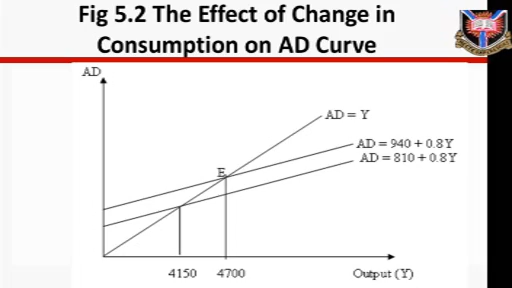 Fig 5.2 The Effect of Change in
Consumption on AD Curve
AD
AD = Y
AD = 940 + 0.8Y
AD = 810 + 0.8Y
E
4150
4700
Output (Y)